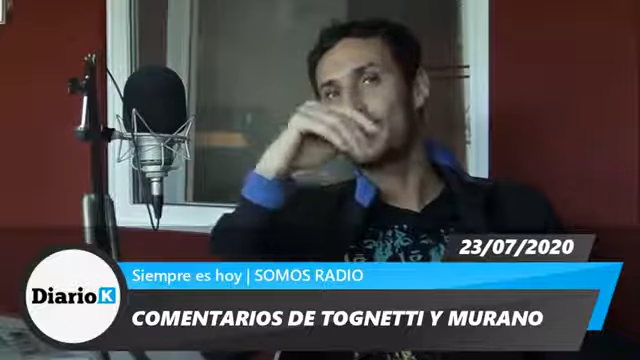 23/07/2020
Siempre es hoy | SOMOS RADIO
DiarioK
COMENTARIOS DE TOGNETTI Y MURANO